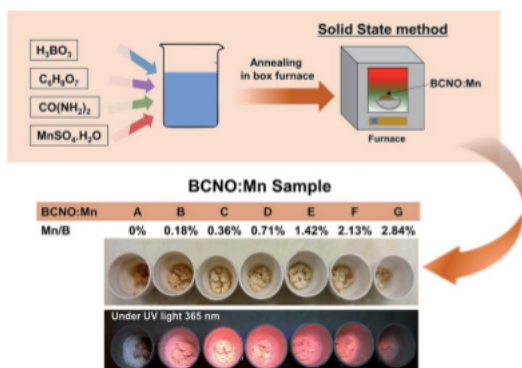 Solid State method
H₃BO₃
C₆H₈O₇
CO(NH₂)₂
MnSO₄.H₂O
Annealing
in box furnace
BCNO:Mn
Furnace
BCNO:Mn Sample
BCNO:Mn A B C D E F G
Mn/B 0% 0.18% 0.36% 0.71% 1.42% 2.13% 2.84%
Under UV light 365 nm